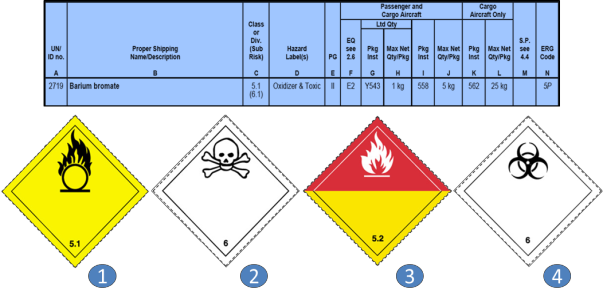 Passenger and Cargo Aircraft
Cargo Aircraft Only
Ltd Qty
UN/ ID no.
Proper Shipping Name/Description
Class or Div. (Sub Risk)
Hazard Label(s)
PG
EQ see 2.6
Pkg Inst
Max Net Qty/Pkg
Pkg Inst
Max Net Qty/Pkg
Pkg Inst
Max Net Qty/Pkg
S.P. see 4.4
ERG Code
A B C D E F G H I J K L M N
2719 Barium bromate 5.1 (6.1) Oxidizer & Toxic II E2 Y543 1 kg 558 5 kg 562 25 kg 5P
5.1
6
5.2
6
1
2
3
4